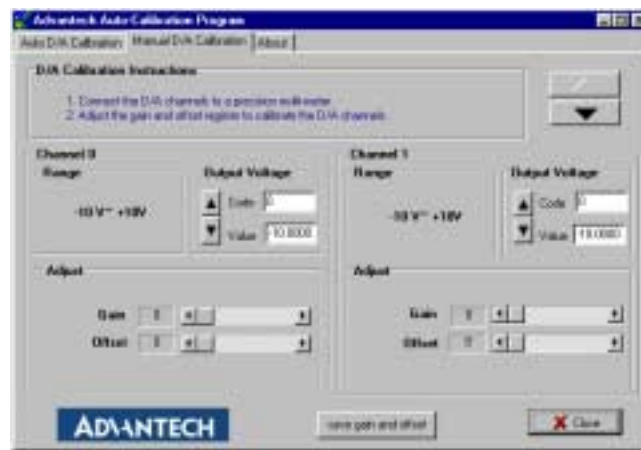 Advantech Auto-Calibration Program
Auto D/A Calibration
Manual D/A Calibration
About
D/A Calibration Instructions
1. Connect the D/A channels to a precision multi-meter
2. Adjust the gain and offset register to calibrate the D/A channels
Channel 0
Range
-10 V~ +10V
Output Voltage
Code 0
Value -10.0000
Adjust
Gain 0
Offset 0
Channel 1
Range
-10 V~ +10V
Output Voltage
Code 0
Value -10.0000
Adjust
Gain 0
Offset 0
ADVANTECH
save gain and offset
Close